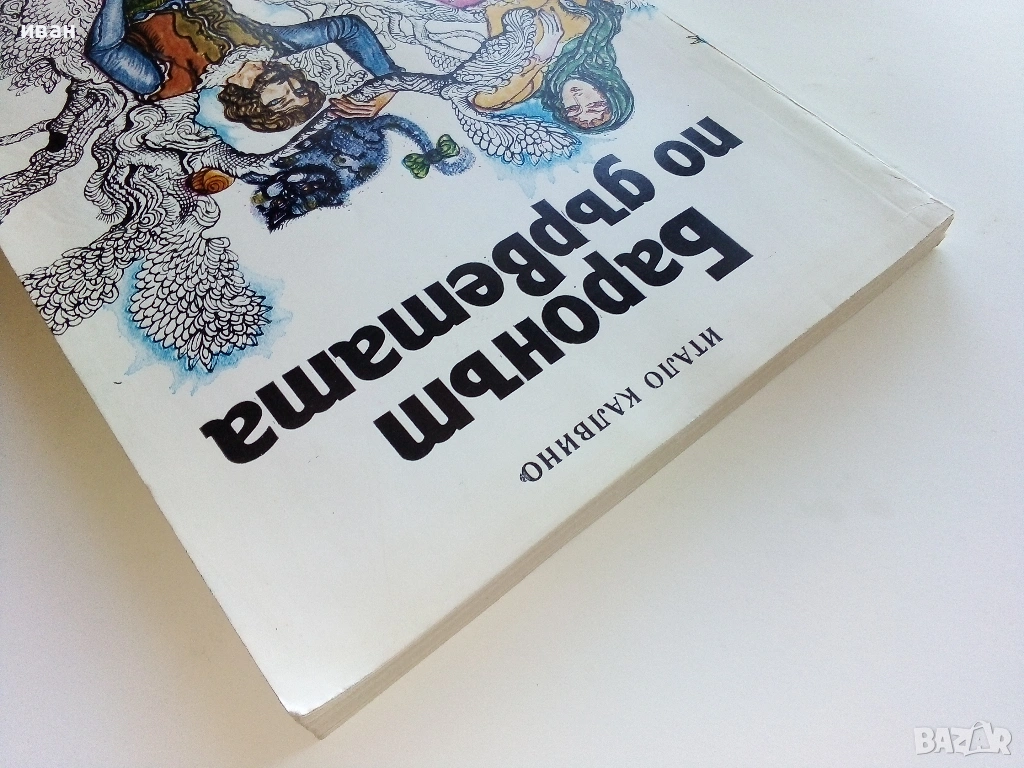 иван
ИТАЛО КАЛВИНО
Баронът
по дърветата
BAZAR